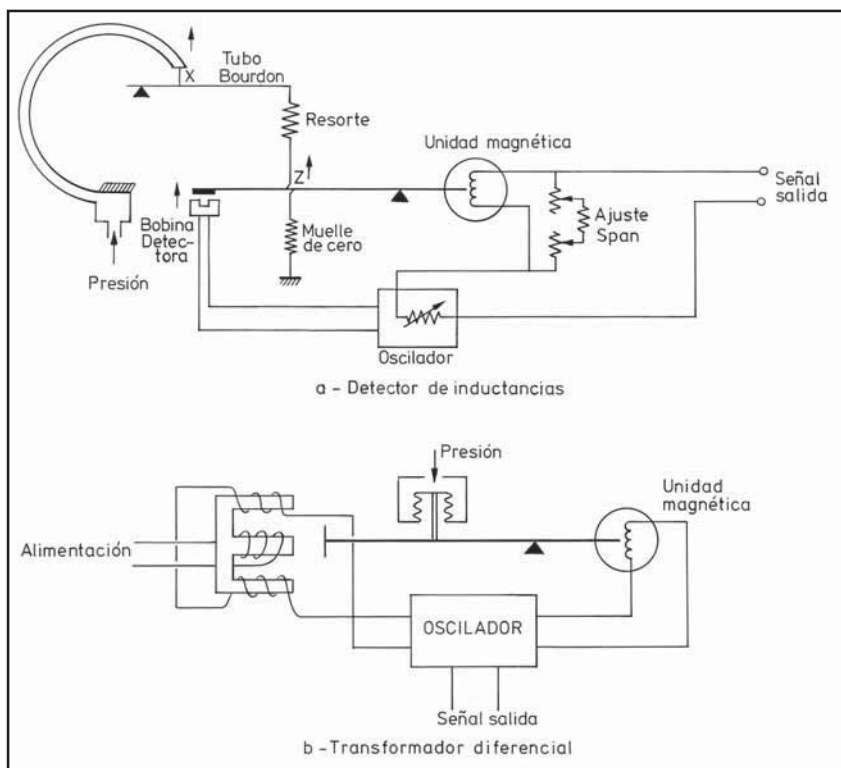 X
Tubo
Bourdon
Resorte
Unidad magnética
Z
Señal
salida
Ajuste
Span
Bobina
Detec-
tora
Muelle
de cero
Presión
Oscilador
a - Detector de inductancias
Presión
Unidad
magnética
Alimentación
OSCILADOR
Señal salida
b - Transformador diferencial